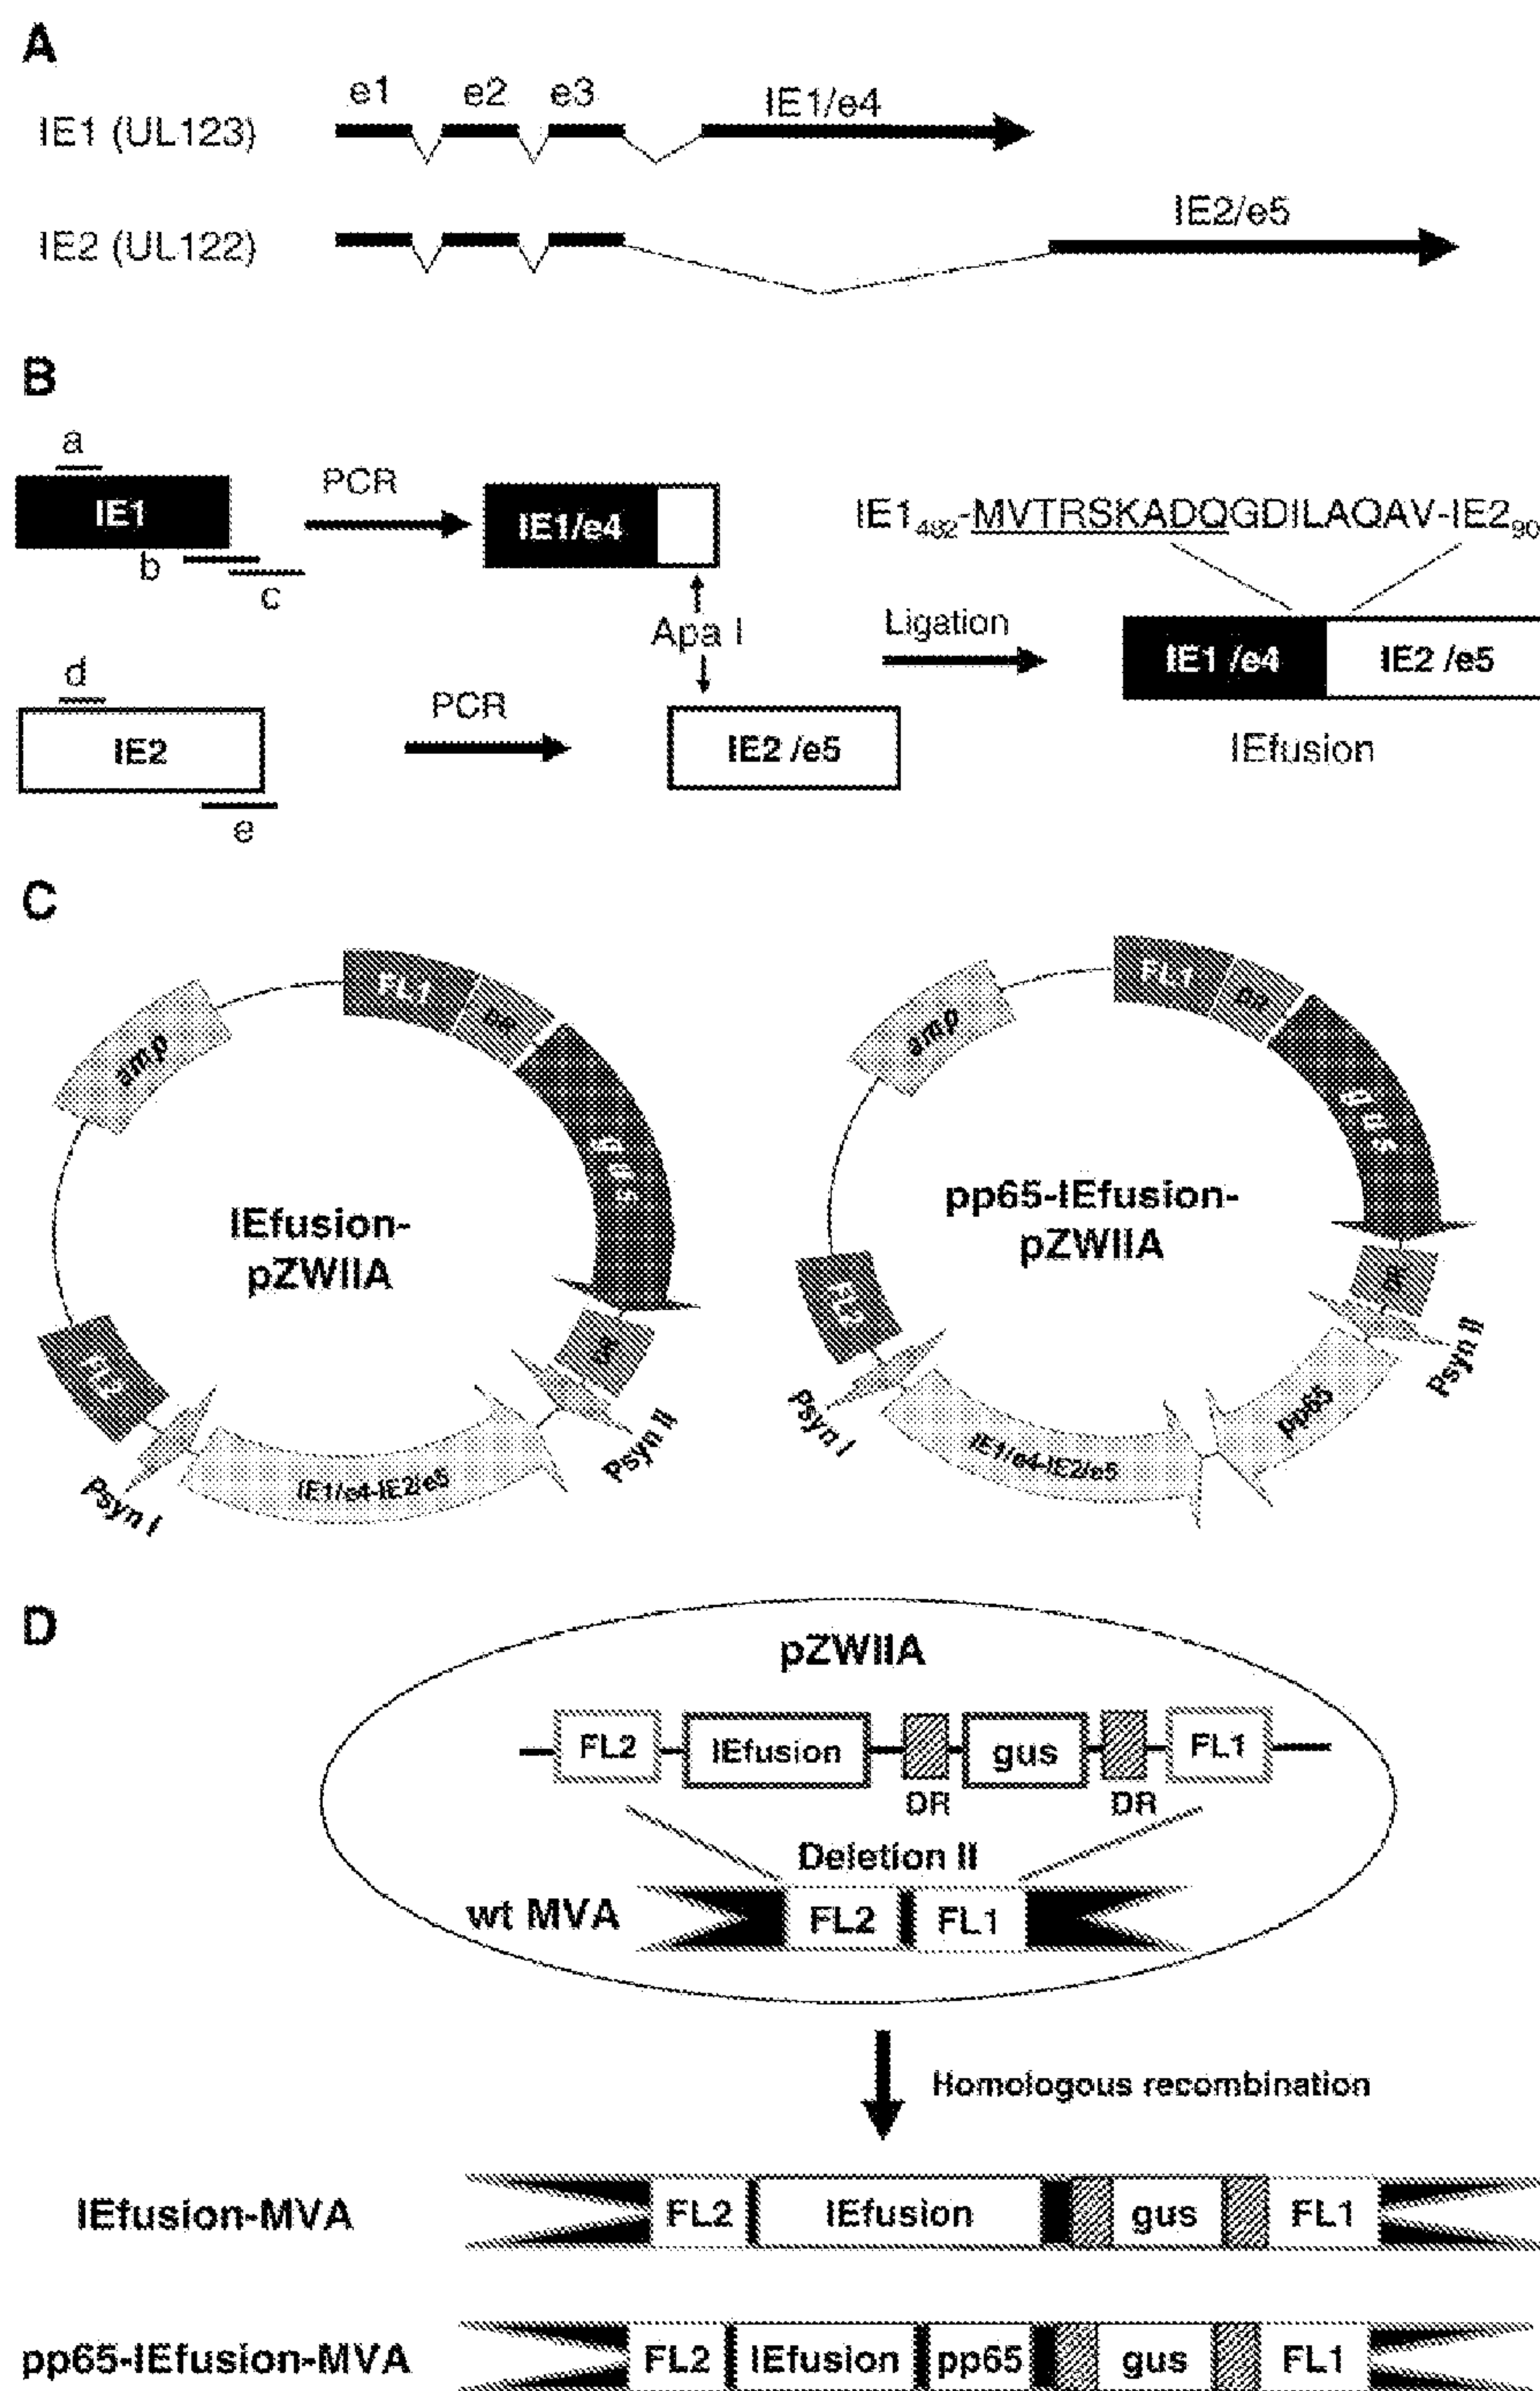 A
e1 e2 e3 IE1/e4
IE1 (UL123)
IE2/e5
IE2 (UL122)
B
a
PCR
IE1
IE1/e4
IE1482-MVTRSKADQGDILAQAV-IE290
b
c
Apa I
Ligation
d
PCR
IE1 /e4 IE2 /e5
IE2
IE2 /e5
IEfusion
e
C
FL1
DR
amp
gus
IEfusion-
pZWIIA
DR
FL2
Psyn II
Psyn I
IE1/e4-IE2/e5
FL1
DR
amp
gus
pp65-IEfusion-
pZWIIA
DR
FL2
Psyn II
Psyn I
pp65
IE1/e4-IE2/e5
D
pZWIIA
FL2 IEfusion gus FL1
DR DR
Deletion II
wt MVA FL2 FL1
Homologous recombination
IEfusion-MVA FL2 IEfusion gus FL1
pp65-IEfusion-MVA FL2 IEfusion pp65 gus FL1